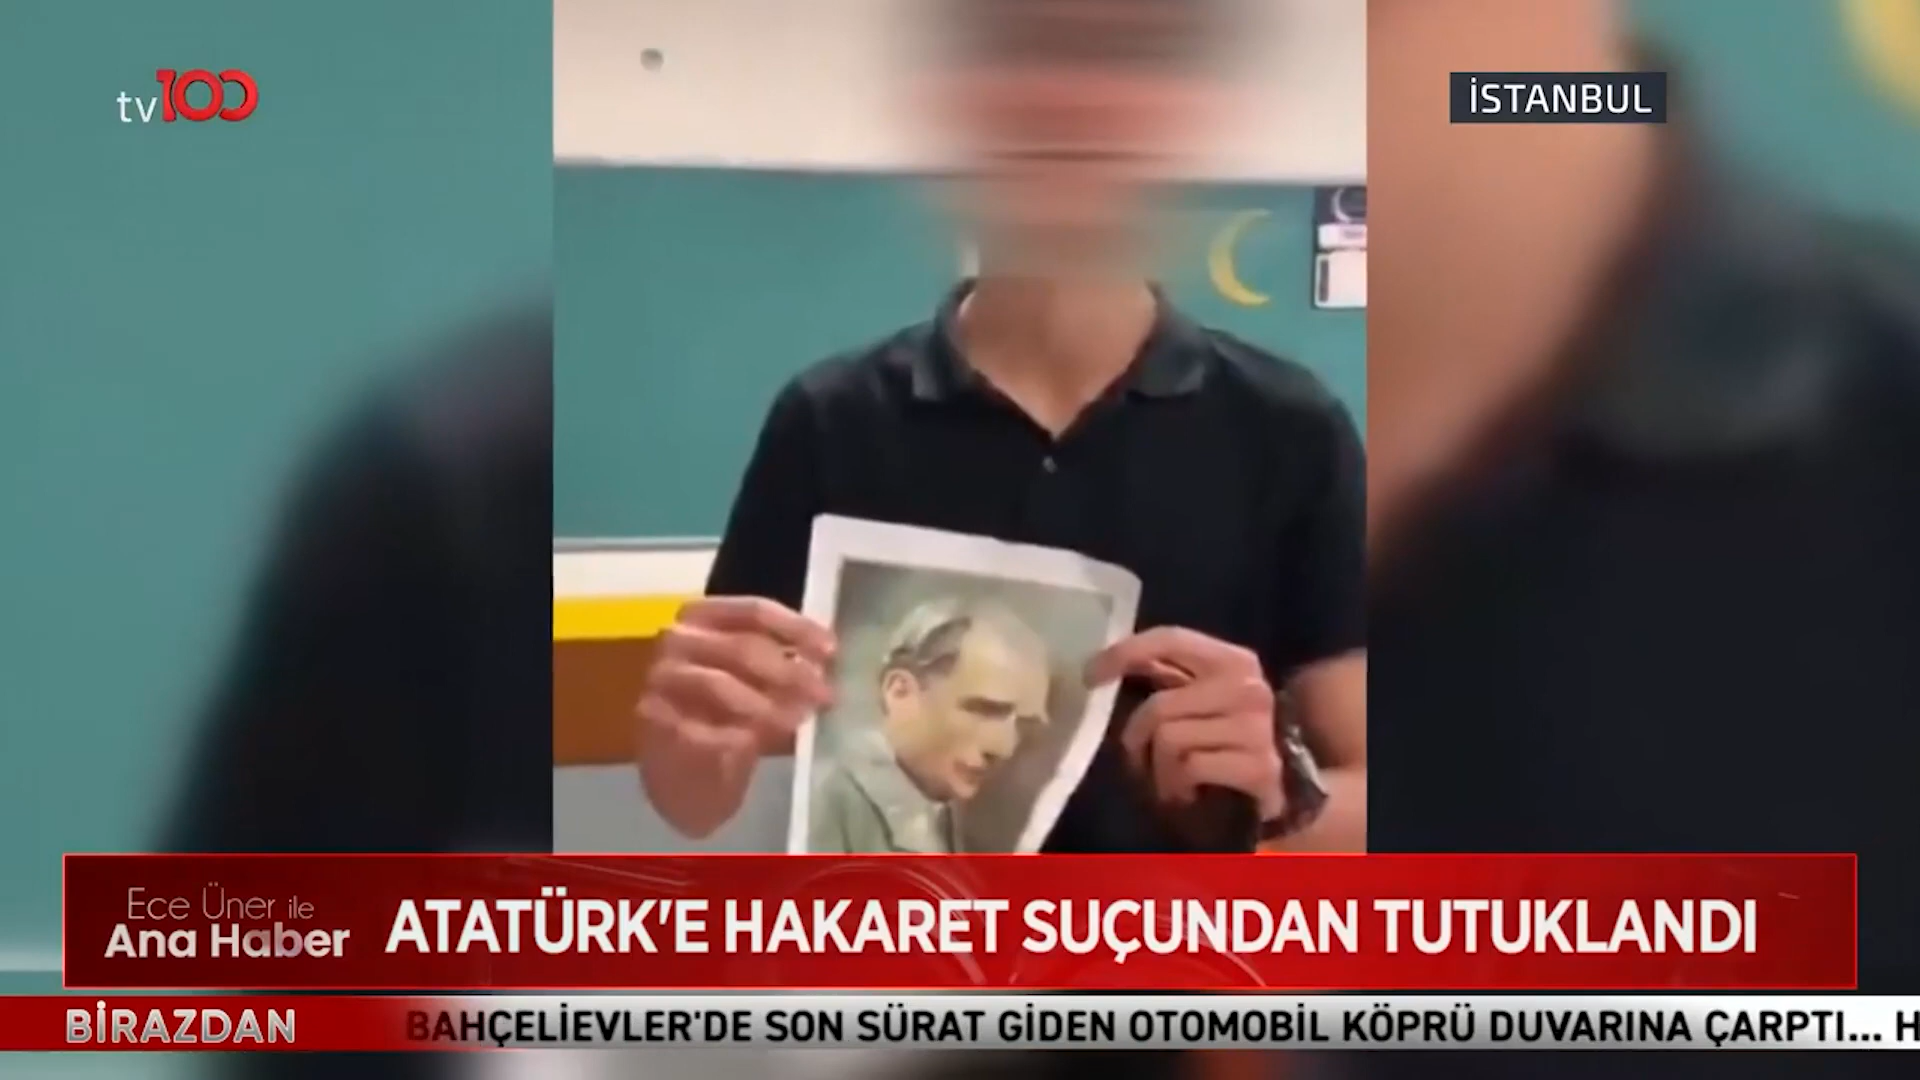 tv100
İSTANBUL
Ece Üner ile
Ana Haber
ATATÜRK'E HAKARET SUÇUNDAN TUTUKLANDI
BİRAZDAN
BAHÇELİEVLER'DE SON SÜRAT GİDEN OTOMOBİL KÖPRÜ DUVARINA ÇARPTI... H